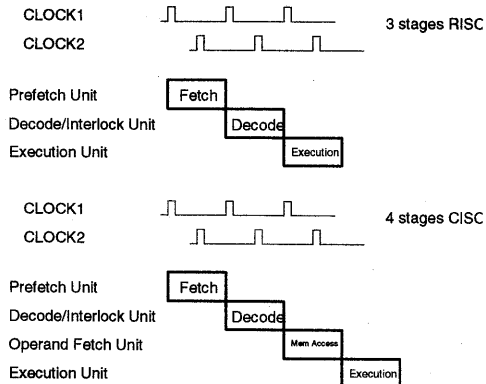 CLOCK1
3 stages RISC
CLOCK2
Prefetch Unit Fetch
Decode/Interlock Unit Decode
Execution Unit Execution
CLOCK1
4 stages CISC
CLOCK2
Prefetch Unit Fetch
Decode/Interlock Unit Decode
Operand Fetch Unit Mem Access
Execution Unit Execution